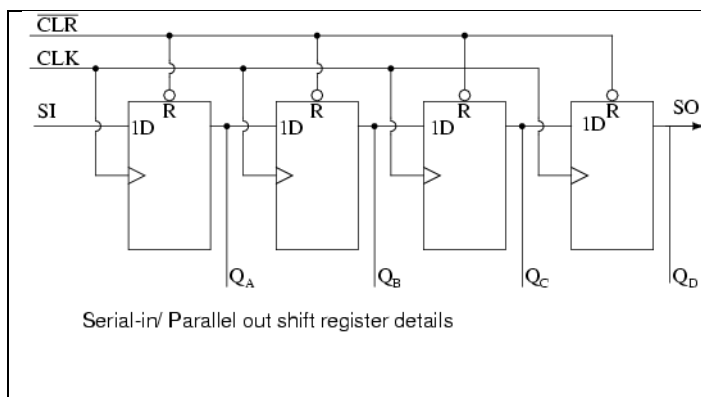 CLR
CLK
SI
1D R
1D R
1D R
1D R
SO
QA
QB
QC
QD
Serial-in/ Parallel out shift register details